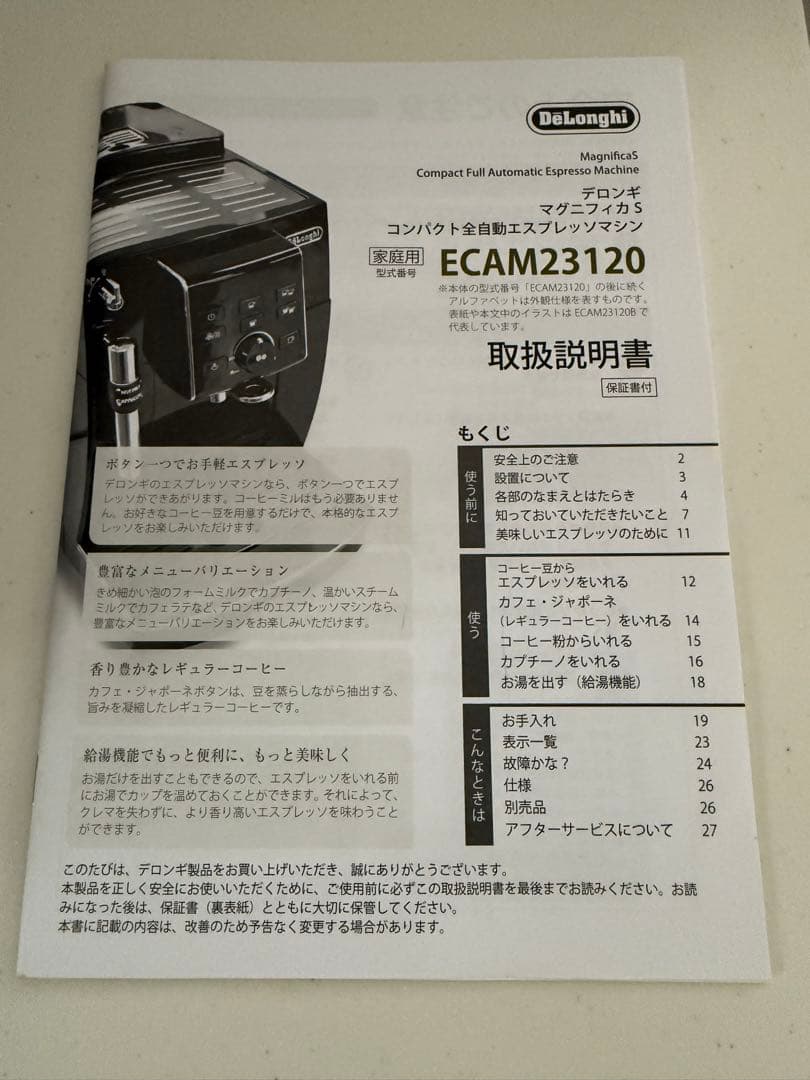 DeLonghi
MagnificaS
Compact Full Automatic Espresso Machine
デロンギ
マグニフィカ S
コンパクト全自動エスプレッソマシン
家庭用
型式番号
ECAM23120
※本体の型式番号「ECAM23120」の後に続く
アルファベットは外観仕様を表すものです。
表紙や本文中のイラストは ECAM23120B で
代表しています。
取扱説明書
保証書付
DeLonghi
ボタン一つでお手軽エスプレッソ
デロンギのエスプレッソマシンなら、ボタン一つでエスプ
レッソができあがります。コーヒーミルはもう必要ありませ
ん。お好きなコーヒー豆を用意するだけで、本格的なエスプ
レッソをお楽しみいただけます。
豊富なメニューバリエーション
きめ細かい泡のフォームミルクでカプチーノ、温かいスチーム
ミルクでカフェラテなど、デロンギのエスプレッソマシンなら、
豊富なメニューバリエーションをお楽しみいただけます。
香り豊かなレギュラーコーヒー
カフェ・ジャポーネボタンは、豆を蒸らしながら抽出する、
旨みを凝縮したレギュラーコーヒーです。
給湯機能でもっと便利に、もっと美味しく
お湯だけを出すこともできるので、エスプレッソをいれる前
にお湯でカップを温めておくことができます。それによって、
クレマを失わずに、より香り高いエスプレッソを味わうこと
ができます。
もくじ
使う前に
安全上のご注意 2
設置について 3
各部のなまえとはたらき 4
知っておいていただきたいこと 7
美味しいエスプレッソのために 11
使う
コーヒー豆から
エスプレッソをいれる 12
カフェ・ジャポーネ
（レギュラーコーヒー）をいれる 14
コーヒー粉からいれる 15
カプチーノをいれる 16
お湯を出す（給湯機能） 18
こんなときは
お手入れ 19
表示一覧 23
故障かな？ 24
仕様 26
別売品 26
アフターサービスについて 27
このたびは、デロンギ製品をお買い上げいただき、誠にありがとうございます。
本製品を正しく安全にお使いいただくために、ご使用前に必ずこの取扱説明書を最後までお読みください。お読
みになった後は、保証書（裏表紙）とともに大切に保管してください。
本書に記載の内容は、改善のため予告なく変更する場合があります。